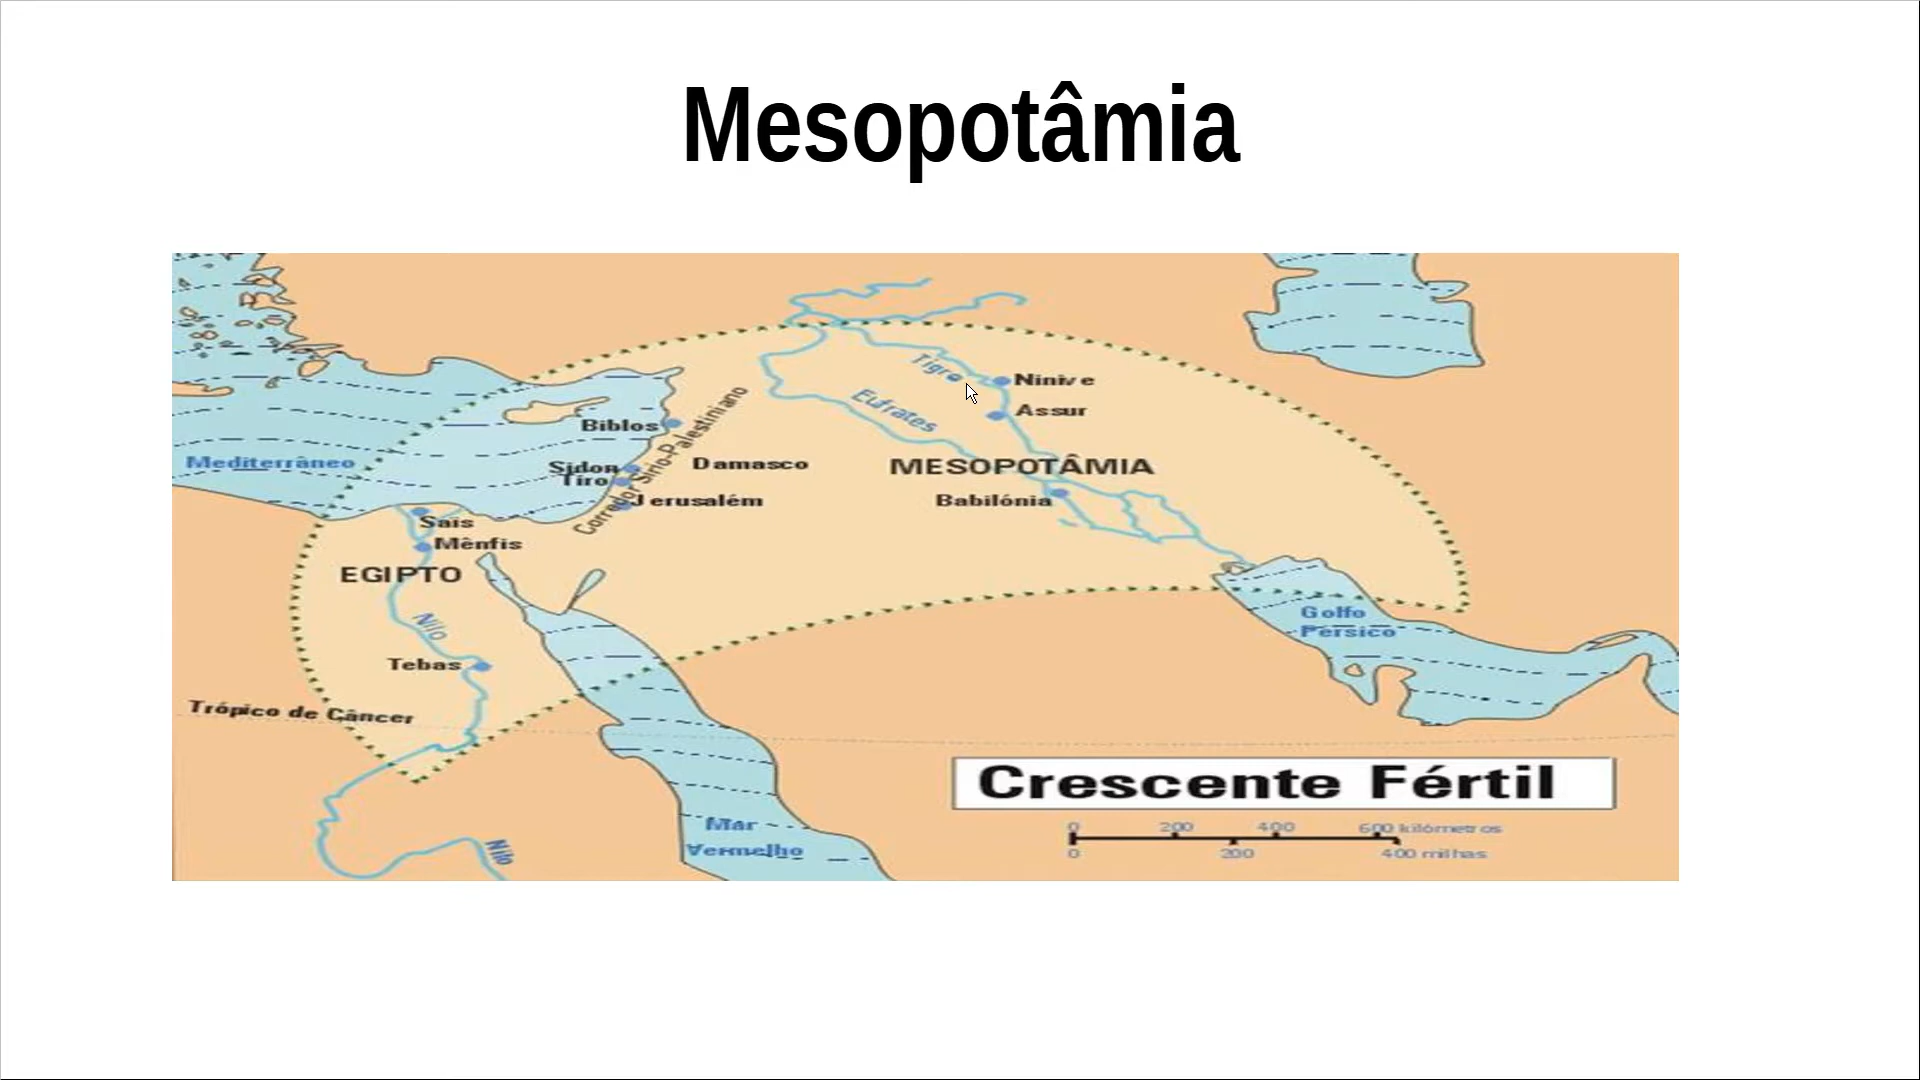 Mesopotâmia
Tigre
Ninive
Eufrates
Assur
Biblos
Corredor Sirio-Palestiniano
Mediterrâneo
Sidon
Damasco
MESOPOTÂMIA
Tiro
Jerusalém
Babilónia
Sais
Mênfis
EGIPTO
Nilo
Golfo
Pérsico
Tebas
Trópico de Câncer
Crescente Fértil
Mar
Vermelho
0 200 400 600 kilómetros
0 200 400 milhas
Nilo